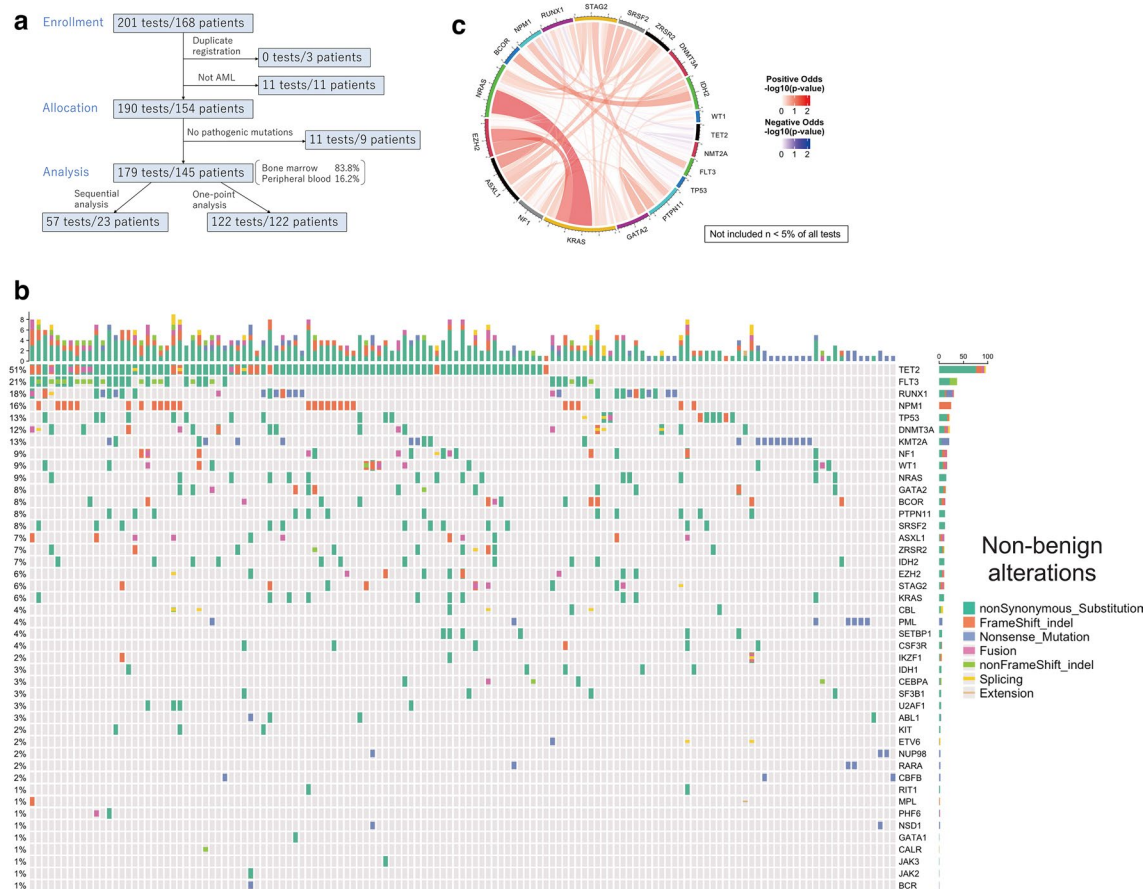 a
Enrollment
201 tests/168 patients
Duplicate
registration
0 tests/3 patients
Not AML
11 tests/11 patients
Allocation
190 tests/154 patients
No pathogenic mutations
11 tests/9 patients
Analysis
179 tests/145 patients
Bone marrow 83.8%
Peripheral blood 16.2%
Sequential
analysis
One-point
analysis
57 tests/23 patients
122 tests/122 patients
c
STAG2
SRSF2
ZRSR2
DNMT3A
IDH2
WT1
TET2
NMT2A
FLT3
TP53
PTPN11
GATA2
KRAS
NF1
ASXL1
EZH2
NRAS
BCOR
NPM1
RUNX1
Positive Odds
-log10(p-value)
0 1 2
Negative Odds
-log10(p-value)
0 1 2
Not included n < 5% of all tests
b
8
6
4
2
0
0 50 100
51% TET2
21% FLT3
18% RUNX1
16% NPM1
13% TP53
12% DNMT3A
13% KMT2A
9% NF1
9% WT1
9% NRAS
8% GATA2
8% BCOR
8% PTPN11
8% SRSF2
7% ASXL1
7% ZRSR2
7% IDH2
6% EZH2
6% STAG2
6% KRAS
4% CBL
4% PML
4% SETBP1
4% CSF3R
2% IKZF1
3% IDH1
3% CEBPA
3% SF3B1
3% U2AF1
3% ABL1
2% KIT
2% ETV6
2% NUP98
2% RARA
2% CBFB
1% RIT1
1% MPL
1% PHF6
1% NSD1
1% GATA1
1% CALR
1% JAK3
1% JAK2
1% BCR
Non-benign
alterations
nonSynonymous_Substitution
FrameShift_indel
Nonsense_Mutation
Fusion
nonFrameShift_indel
Splicing
Extension